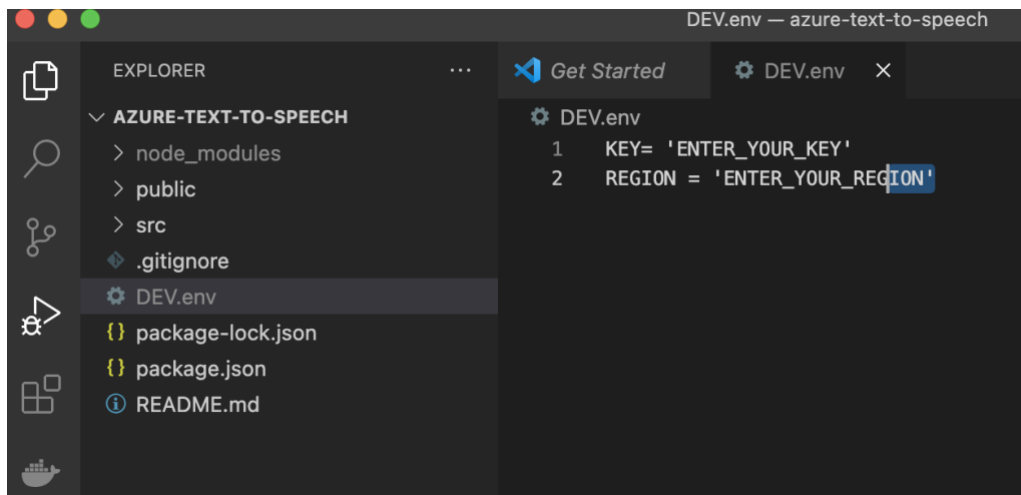 DEV.env — azure-text-to-speech
EXPLORER
...
Get Started
DEV.env
AZURE-TEXT-TO-SPEECH
node_modules
public
src
.gitignore
DEV.env
package-lock.json
package.json
README.md
DEV.env
1 KEY= 'ENTER_YOUR_KEY'
2 REGION = 'ENTER_YOUR_REGION'